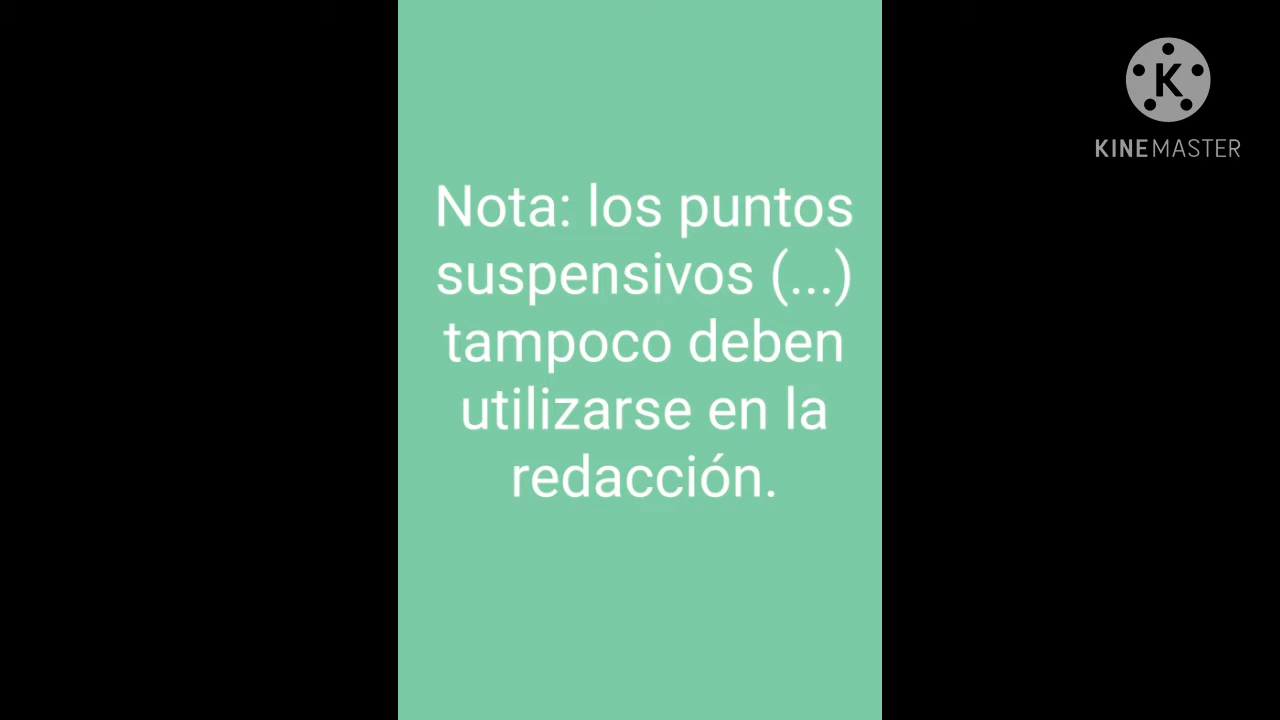 Nota: los puntos
suspensivos (...)
tampoco deben
utilizarse en la
redacción.
K
KINEMASTER